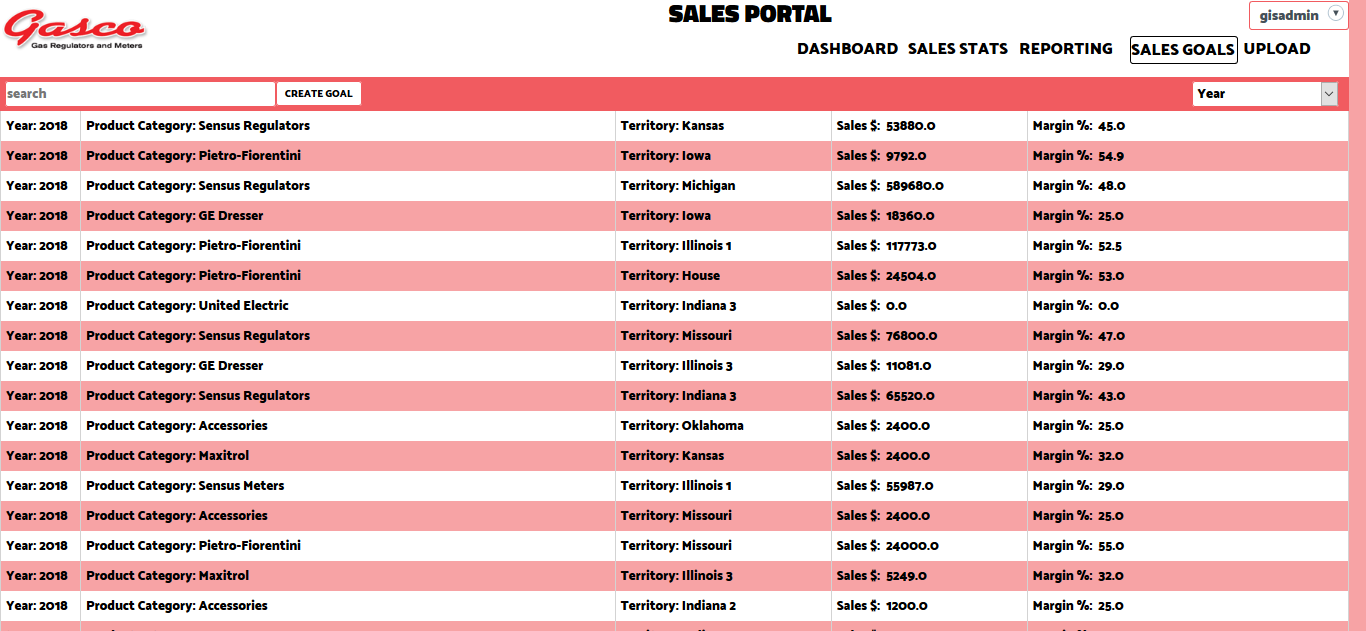 Gasco
Gas Regulators and Meters
SALES PORTAL
gisadmin
DASHBOARD SALES STATS REPORTING SALES GOALS UPLOAD
search CREATE GOAL Year
Year: 2018 Product Category: Sensus Regulators Territory: Kansas Sales $: 53880.0 Margin %: 45.0
Year: 2018 Product Category: Pietro-Fiorentini Territory: Iowa Sales $: 9792.0 Margin %: 54.9
Year: 2018 Product Category: Sensus Regulators Territory: Michigan Sales $: 589680.0 Margin %: 48.0
Year: 2018 Product Category: GE Dresser Territory: Iowa Sales $: 18360.0 Margin %: 25.0
Year: 2018 Product Category: Pietro-Fiorentini Territory: Illinois 1 Sales $: 117773.0 Margin %: 52.5
Year: 2018 Product Category: Pietro-Fiorentini Territory: House Sales $: 24504.0 Margin %: 53.0
Year: 2018 Product Category: United Electric Territory: Indiana 3 Sales $: 0.0 Margin %: 0.0
Year: 2018 Product Category: Sensus Regulators Territory: Missouri Sales $: 76800.0 Margin %: 47.0
Year: 2018 Product Category: GE Dresser Territory: Illinois 3 Sales $: 11081.0 Margin %: 29.0
Year: 2018 Product Category: Sensus Regulators Territory: Indiana 3 Sales $: 65520.0 Margin %: 43.0
Year: 2018 Product Category: Accessories Territory: Oklahoma Sales $: 2400.0 Margin %: 25.0
Year: 2018 Product Category: Maxitrol Territory: Kansas Sales $: 2400.0 Margin %: 32.0
Year: 2018 Product Category: Sensus Meters Territory: Illinois 1 Sales $: 55987.0 Margin %: 29.0
Year: 2018 Product Category: Accessories Territory: Missouri Sales $: 2400.0 Margin %: 25.0
Year: 2018 Product Category: Pietro-Fiorentini Territory: Missouri Sales $: 24000.0 Margin %: 55.0
Year: 2018 Product Category: Maxitrol Territory: Illinois 3 Sales $: 5249.0 Margin %: 32.0
Year: 2018 Product Category: Accessories Territory: Indiana 2 Sales $: 1200.0 Margin %: 25.0